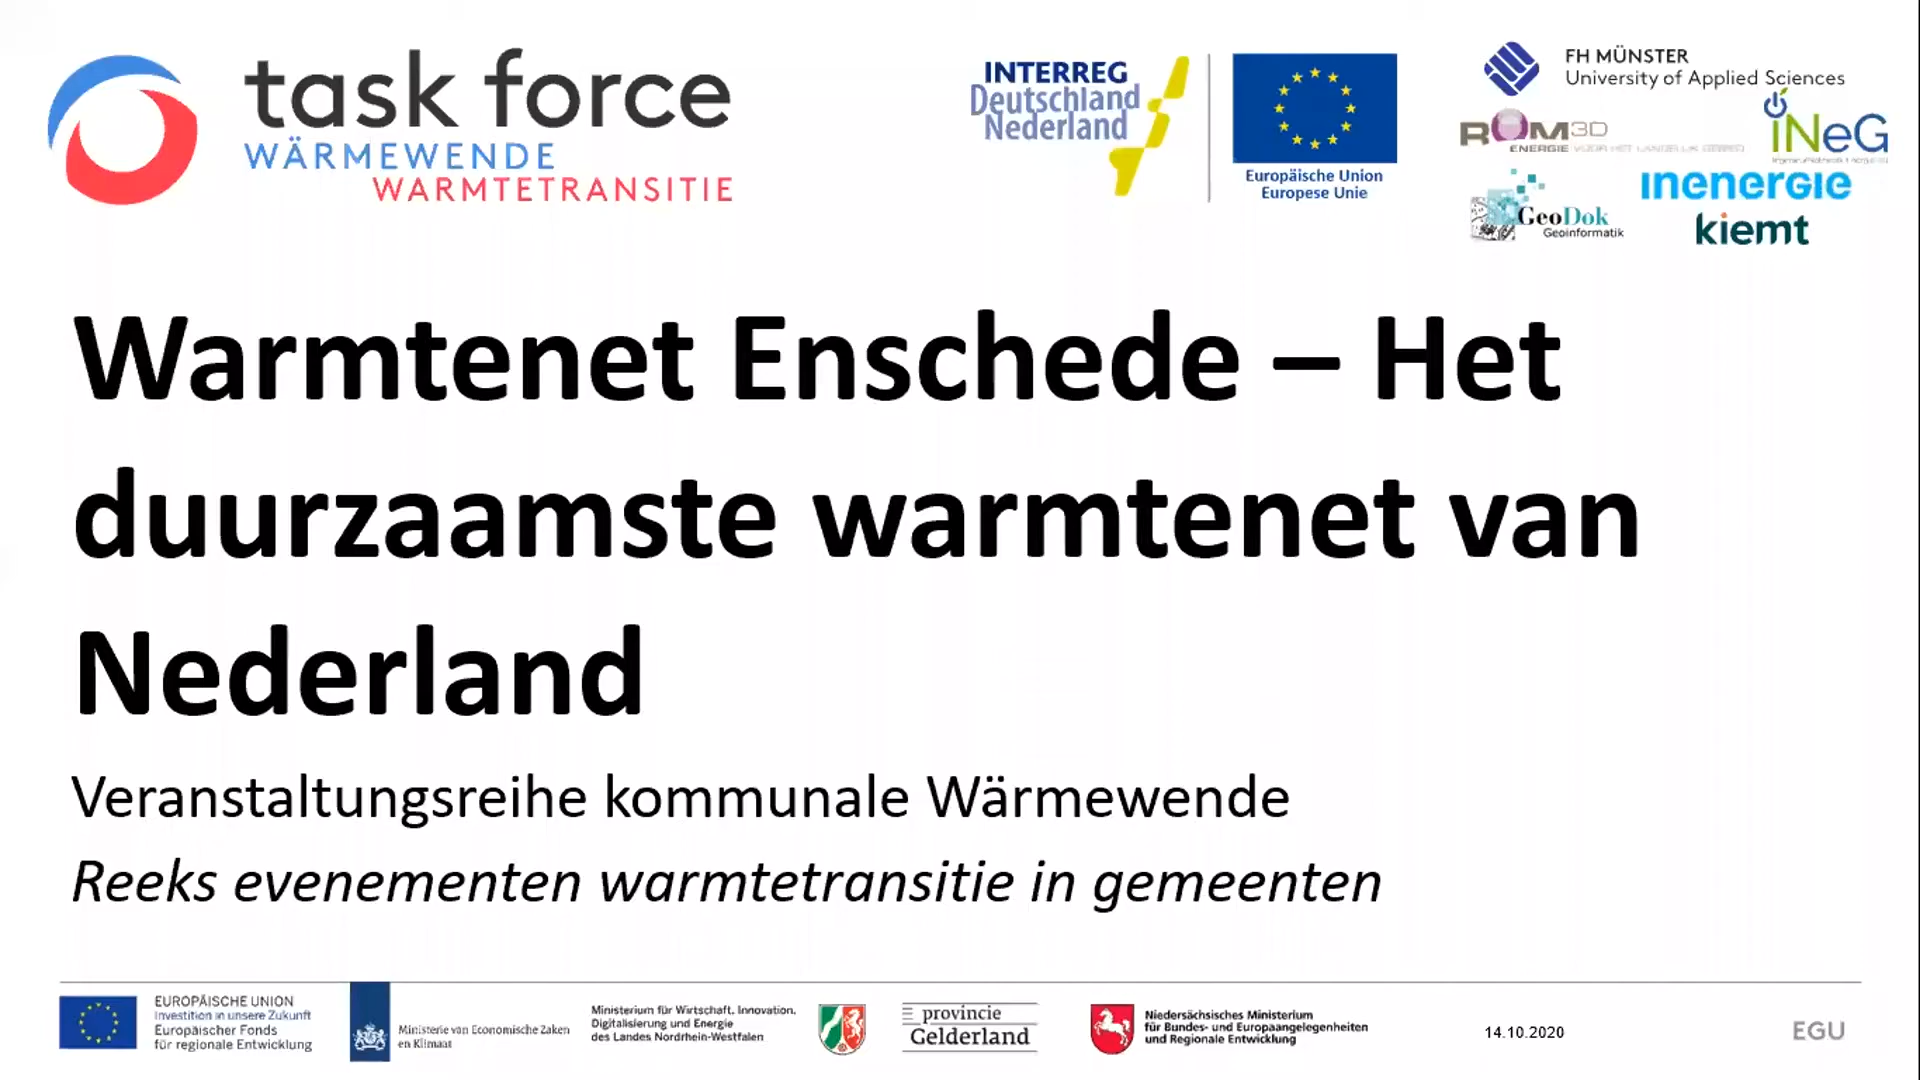 task force
WÄRMEWENDE
WARMTETRANSITIE
INTERREG
Deutschland
Nederland
Europäische Union
Europese Unie
FH MÜNSTER
University of Applied Sciences
ROM3D
ENERGIE VOOR HET LANDELIJK GEBIED
iNeG
GeoDok
Geoinformatik
inenergie
kiemt
Warmtenet Enschede – Het
duurzaamste warmtenet van
Nederland
Veranstaltungsreihe kommunale Wärmewende
Reeks evenementen warmtetransitie in gemeenten
EUROPÄISCHE UNION
Investition in unsere Zukunft
Europäischer Fonds
für regionale Entwicklung
Ministerie van Economische Zaken
en Klimaat
Ministerium für Wirtschaft, Innovation,
Digitalisierung und Energie
des Landes Nordrhein-Westfalen
provincie
Gelderland
Niedersächsisches Ministerium
für Bundes- und Europaangelegenheiten
und Regionale Entwicklung
14.10.2020
EGU